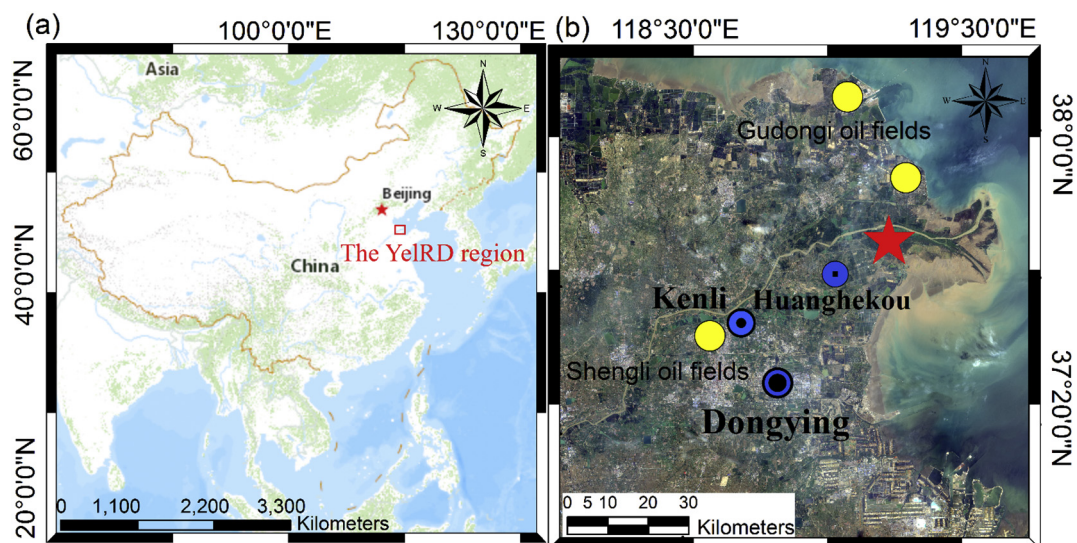 (a)
100°0'0"E
130°0'0"E
60°0'0"N
40°0'0"N
20°0'0"N
Asia
N
W
E
S
Beijing
The YelRD region
China
0
1,100
2,200
3,300
Kilometers
(b)
118°30'0"E
119°30'0"E
38°0'0"N
37°20'0"N
N
W
E
S
Gudongi oil fields
Kenli
Huanghekou
Shengli oil fields
Dongying
0
5
10
20
30
Kilometers